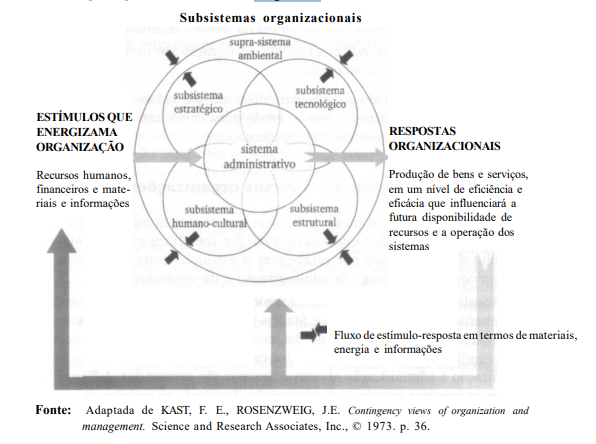 Subsistemas organizacionais
supra-sistema
ambiental
subsistema
estratégico
subsistema
tecnológico
ESTÍMULOS QUE
ENERGIZAMA
ORGANIZAÇÃO
Recursos humanos,
financeiros e mate-
riais e informações
sistema
administrativo
RESPOSTAS
ORGANIZACIONAIS
Produção de bens e serviços,
em um nível de eficiência e
eficácia que influenciará a
futura disponibilidade de
recursos e a operação dos
sistemas
subsistema
humano-cultural
subsistema
estrutural
Fluxo de estímulo-resposta em termos de materiais,
energia e informações
Fonte: Adaptada de KAST, F. E., ROSENZWEIG, J.E. Contingency views of organization and
management. Science and Research Associates, Inc., © 1973. p. 36.